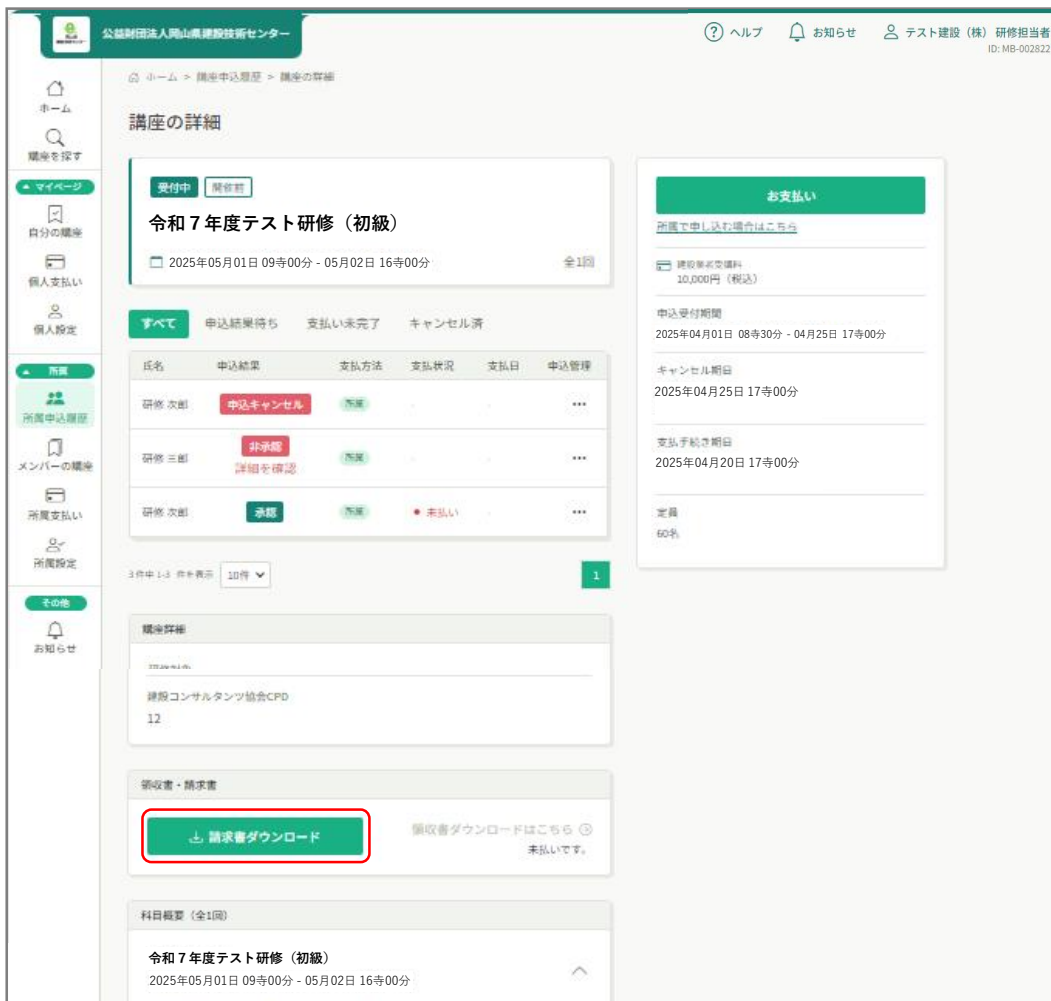 公益財団法人岡山県建設技術センター
ヘルプ
お知らせ
テスト建設（株） 研修担当者
ID: MB-002822
ホーム > 講座申込履歴 > 講座の詳細
ホーム
講座を探す
マイページ
自分の講座
個人支払い
個人設定
所属
所属申込履歴
メンバーの講座
所属支払い
所属設定
その他
お知らせ
講座の詳細
受付中 開催前
令和７年度テスト研修（初級）
2025年05月01日 09寺00分 - 05月02日 16寺00分 全1回
すべて 申込結果待ち 支払い未完了 キャンセル済
氏名 申込結果 支払方法 支払状況 支払日 申込管理
研修 次郎 申込キャンセル 所属 - - •••
研修 三郎 非承認 所属 - - •••
詳細を確認
研修 次郎 承認 所属 • 未払い - •••
3件中 1-3 件を表示 10件
1
講座詳細
研修対象
建設コンサルタンツ協会CPD
12
領収書・請求書
請求書ダウンロード
領収書ダウンロードはこちら
未払いです。
科目概要（全1回）
令和７年度テスト研修（初級）
2025年05月01日 09寺00分 - 05月02日 16寺00分
お支払い
所属で申し込む場合はこちら
建設業者受講料
10,000円（税込）
申込受付期間
2025年04月01日 08寺30分 - 04月25日 17寺00分
キャンセル期日
2025年04月25日 17寺00分
支払手続き期日
2025年04月20日 17寺00分
定員
60名